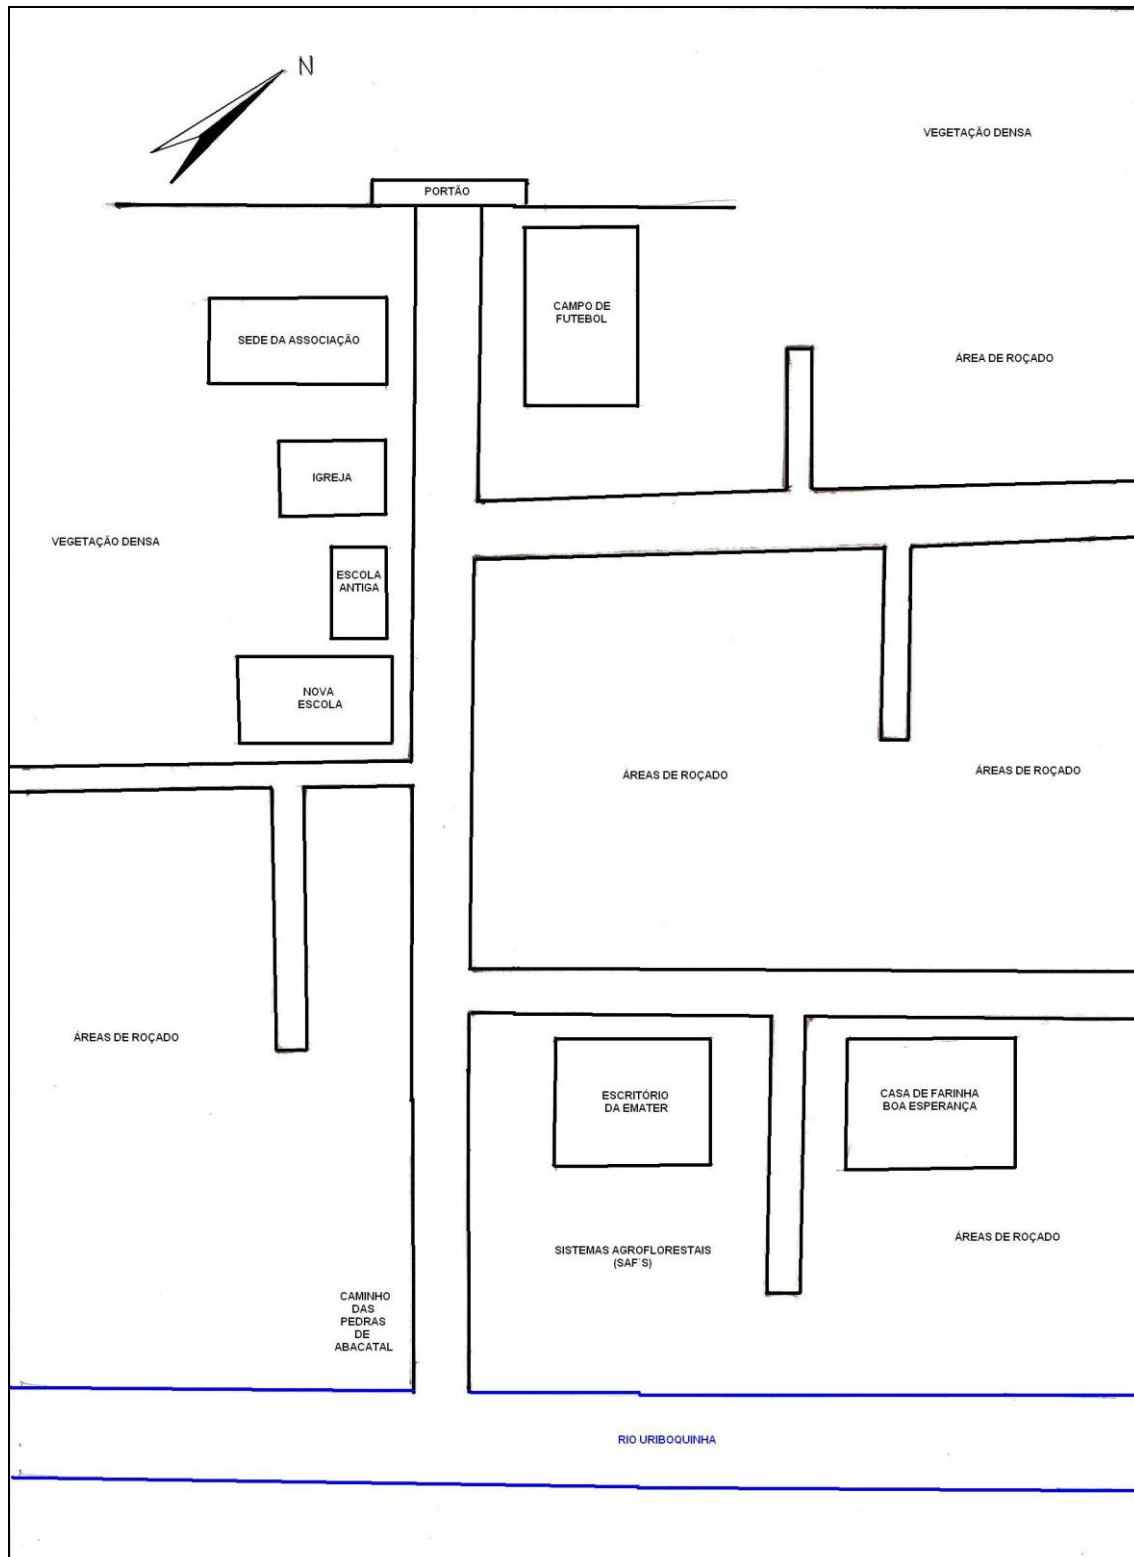 N
VEGETAÇÃO DENSA
PORTÃO
CAMPO DE
FUTEBOL
SEDE DA ASSOCIAÇÃO
ÁREA DE ROÇADO
IGREJA
VEGETAÇÃO DENSA
ESCOLA
ANTIGA
NOVA
ESCOLA
ÁREAS DE ROÇADO
ÁREAS DE ROÇADO
ÁREAS DE ROÇADO
ESCRITÓRIO
DA EMATER
CASA DE FARINHA
BOA ESPERANÇA
SISTEMAS AGROFLORESTAIS
(SAF´S)
ÁREAS DE ROÇADO
CAMINHO
DAS
PEDRAS
DE
ABACATAL
RIO URIBOQUINHA